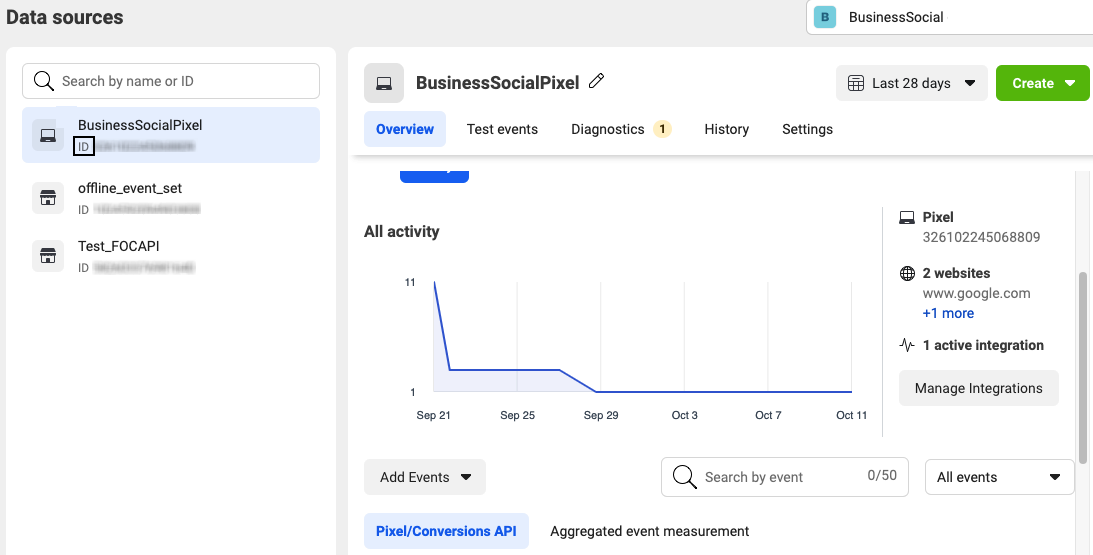 Data sources
B BusinessSocial
Search by name or ID
BusinessSocialPixel
ID
offline_event_set
ID
Test_FOCAPI
ID
BusinessSocialPixel
Last 28 days
Create
Overview
Test events
Diagnostics 1
History
Settings
All activity
11
1
Sep 21
Sep 25
Sep 29
Oct 3
Oct 7
Oct 11
Pixel
326102245068809
2 websites
www.google.com
+1 more
1 active integration
Manage Integrations
Add Events
Search by event 0/50
All events
Pixel/Conversions API
Aggregated event measurement